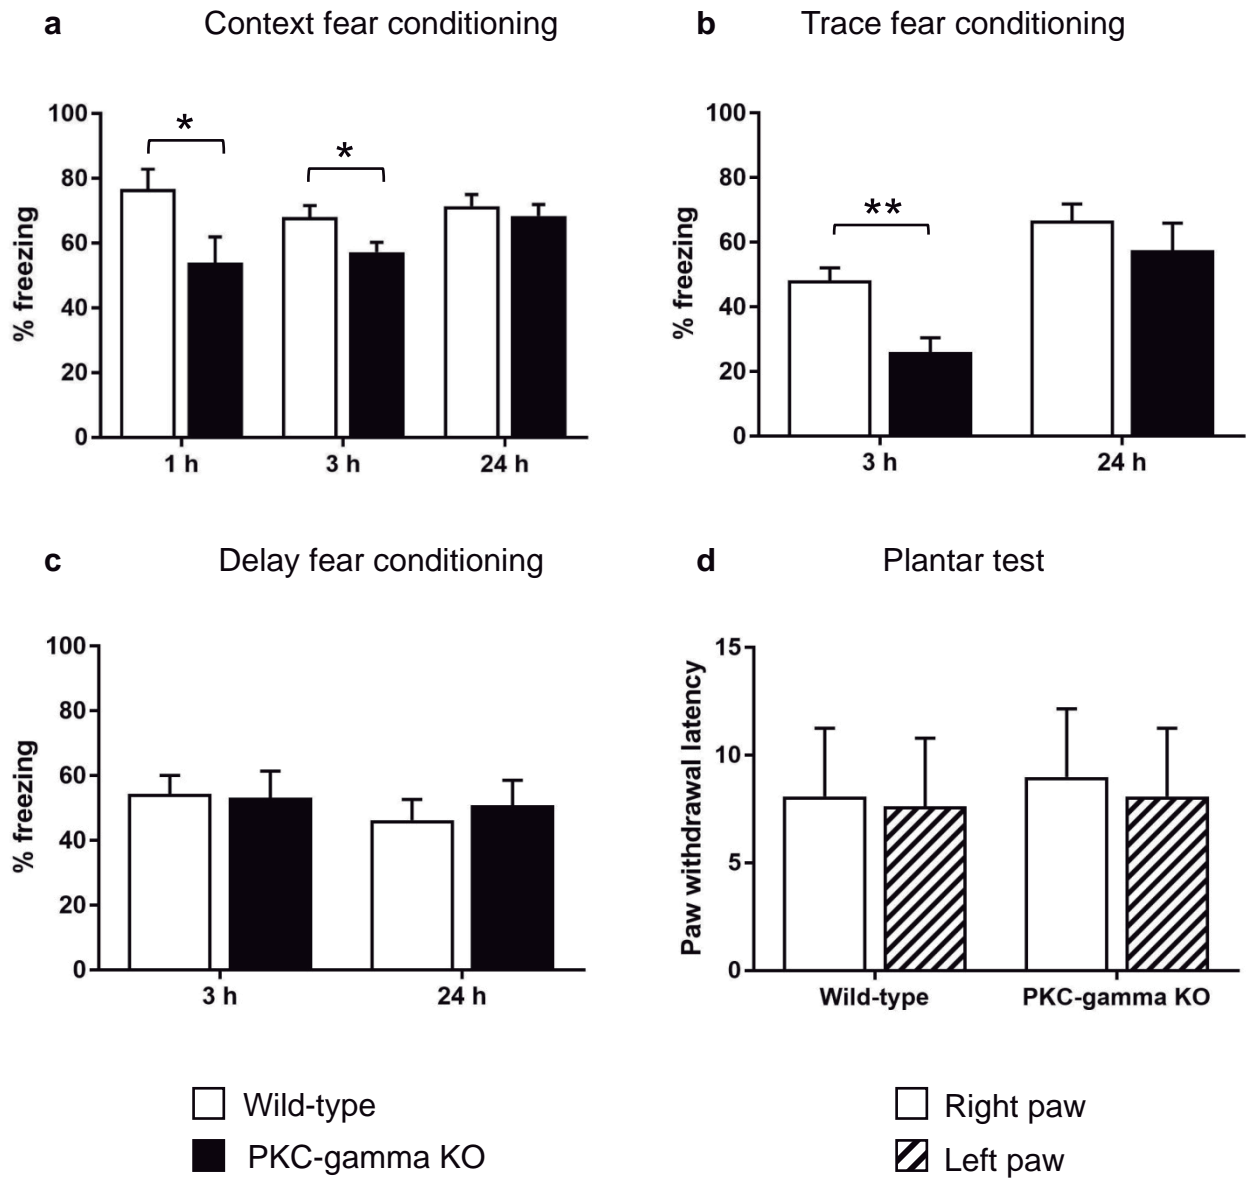 a Context fear conditioning
% freezing
100
80
60
40
20
0
*
*
1 h 3 h 24 h
b Trace fear conditioning
% freezing
100
80
60
40
20
0
**
3 h 24 h
c Delay fear conditioning
% freezing
100
80
60
40
20
0
3 h 24 h
d Plantar test
Paw withdrawal latency
15
10
5
0
Wild-type PKC-gamma KO
Wild-type
PKC-gamma KO
Right paw
Left paw